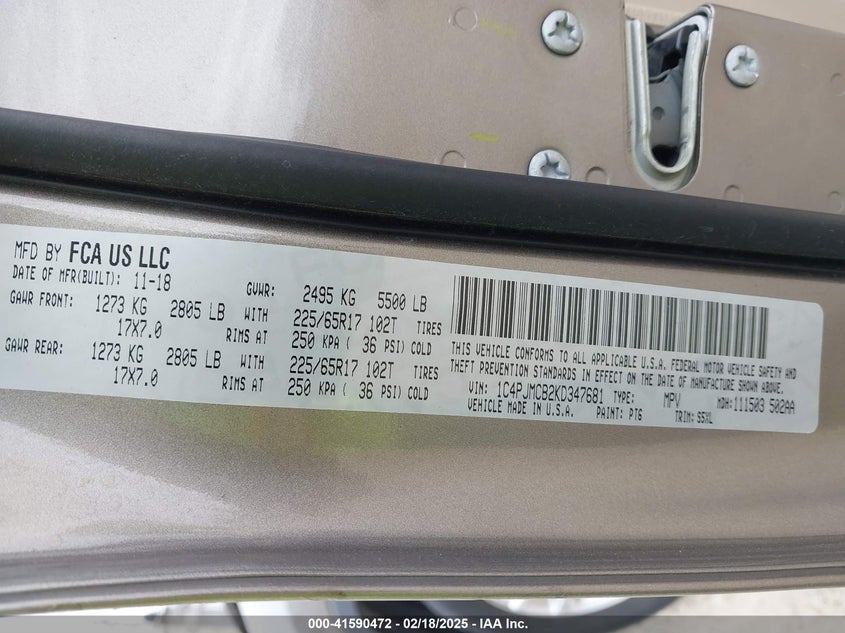 MFD BY FCA US LLC
DATE OF MFR(BUILT): 11-18 GVWR: 2495 KG 5500 LB
GAWR FRONT: 1273 KG 2805 LB WITH 225/65R17 102T TIRES
17X7.0 RIMS AT 250 KPA ( 36 PSI) COLD
GAWR REAR: 1273 KG 2805 LB WITH 225/65R17 102T TIRES
17X7.0 RIMS AT 250 KPA ( 36 PSI) COLD
THIS VEHICLE CONFORMS TO ALL APPLICABLE U.S.A. FEDERAL MOTOR VEHICLE SAFETY AND
THEFT PREVENTION STANDARDS IN EFFECT ON THE DATE OF MANUFACTURE SHOWN ABOVE.
VIN: 1C4PJMCB2KD347681 TYPE: MPV MDH:111503 502AA
VEHICLE MADE IN U.S.A. PAINT: PTG TRIM: S5XL
000-41590472 — 02/18/2025 — IAA Inc.